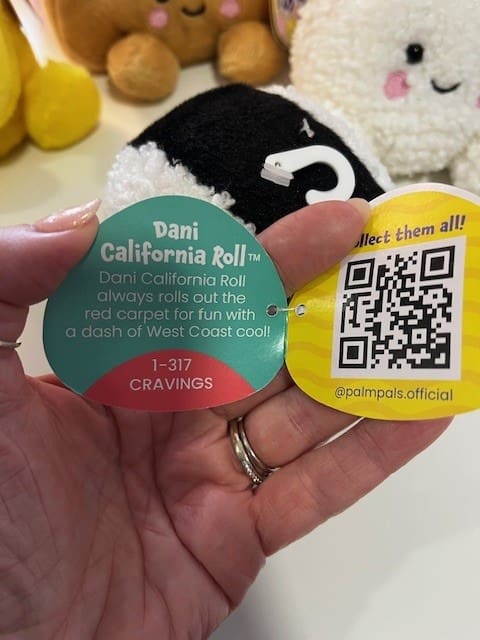 Dani
California Roll™
Dani California Roll
always rolls out the
red carpet for fun with
a dash of West Coast cool!
1-317
CRAVINGS
ollect them all!
@palmpals.official